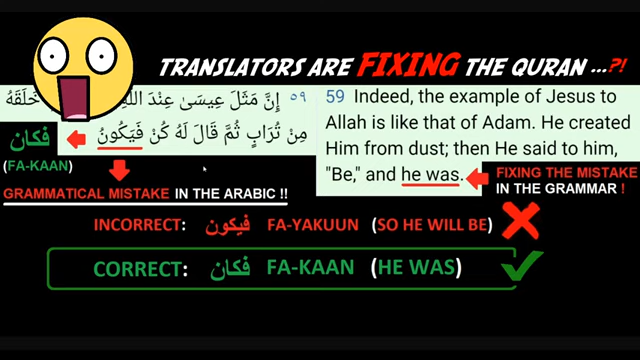 TRANSLATORS ARE FIXING THE QURAN ...?!
٥٩ إِنَّ مَثَلَ عِيسَىٰ عِندَ اللَّهِ خَلَقَهُ
مِن تُرَابٍ ثُمَّ قَالَ لَهُ كُن فَيَكُونُ
59 Indeed, the example of Jesus to
Allah is like that of Adam. He created
Him from dust; then He said to him,
"Be," and he was.
فكان
(FA-KAAN)
GRAMMATICAL MISTAKE IN THE ARABIC !!
FIXING THE MISTAKE
IN THE GRAMMAR !
INCORRECT: فيكون FA-YAKUUN (SO HE WILL BE)
CORRECT: فكان FA-KAAN (HE WAS)